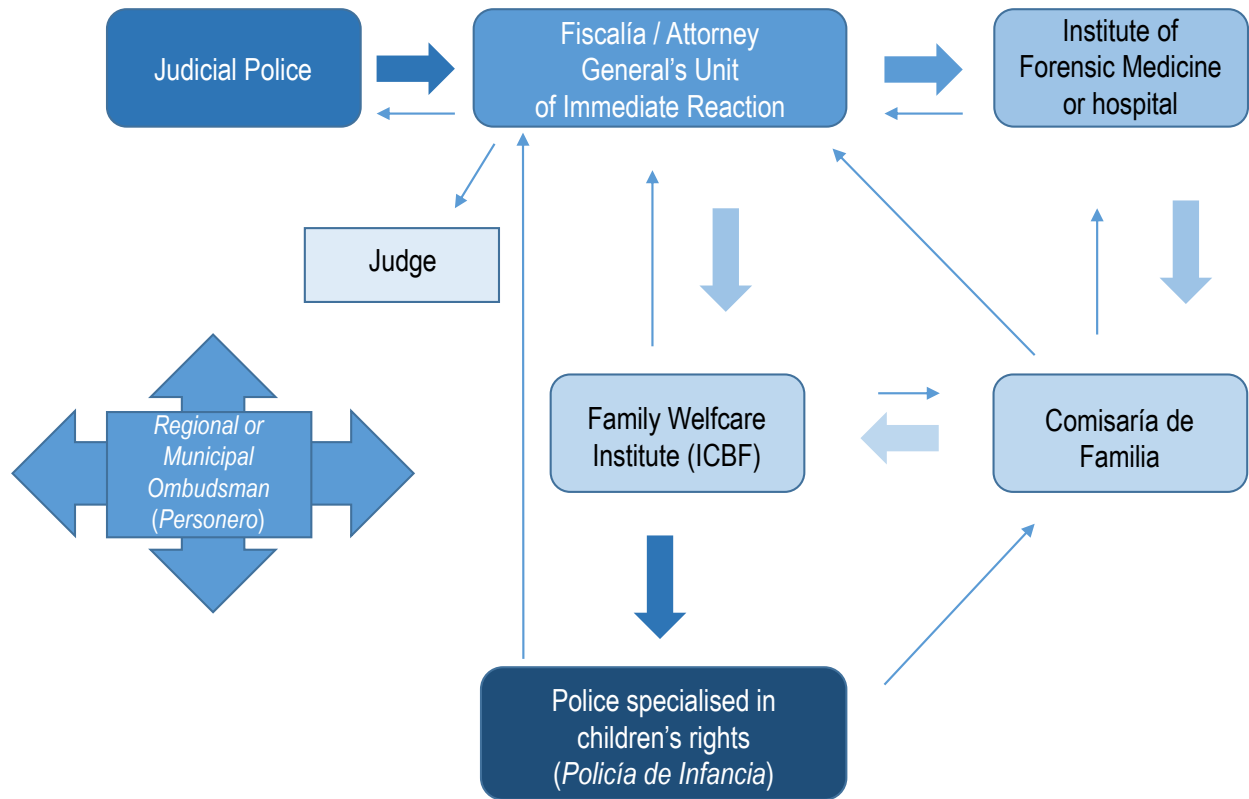 Judicial Police
Fiscalía / Attorney
General’s Unit
of Immediate Reaction
Institute of
Forensic Medicine
or hospital
Judge
Regional or
Municipal
Ombudsman
(Personero)
Family Welfcare
Institute (ICBF)
Comisaría de
Familia
Police specialised in
children’s rights
(Policía de Infancia)